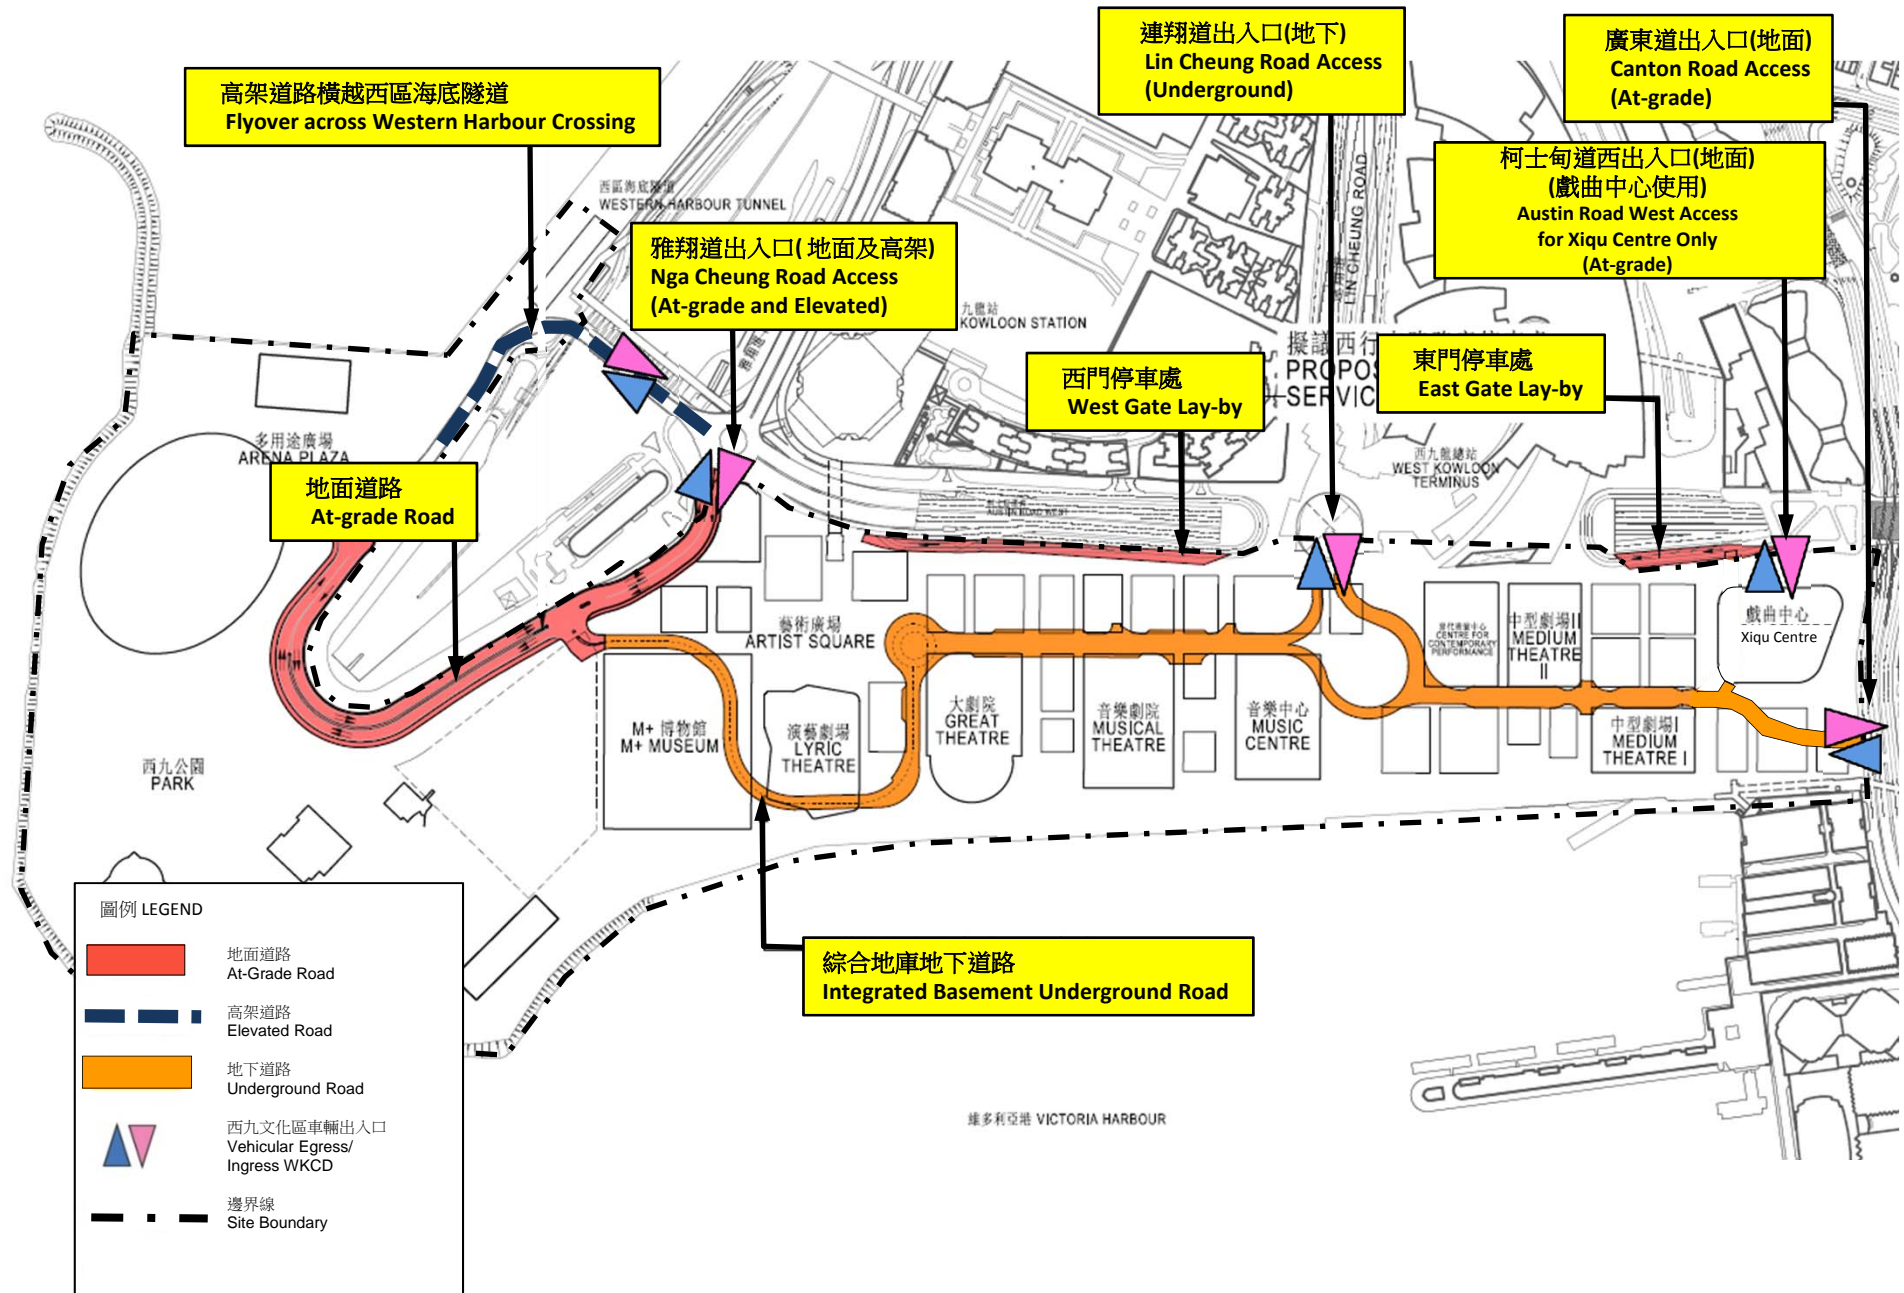 連翔道出入口(地下)
Lin Cheung Road Access
(Underground)
廣東道出入口(地面)
Canton Road Access
(At-grade)
高架道路橫越西區海底隧道
Flyover across Western Harbour Crossing
柯士甸道西出入口(地面)
(戲曲中心使用)
Austin Road West Access
for Xiqu Centre Only
(At-grade)
西區海底隧道
WESTERN HARBOUR TUNNEL
雅翔道出入口( 地面及高架)
Nga Cheung Road Access
(At-grade and Elevated)
LIN CHEUNG ROAD
九龍站
KOWLOON STATION
擬議西行
PROPOS
SERVIC
西門停車處
West Gate Lay-by
東門停車處
East Gate Lay-by
多用途廣場
ARENA PLAZA
西九龍總站
WEST KOWLOON
TERMINUS
地面道路
At-grade Road
AUSTIN ROAD WEST
藝術廣場
ARTIST SQUARE
CENTRE FOR
CONTEMPORARY
PERFORMANCE
中型劇場II
MEDIUM
THEATRE
II
戲曲中心
Xiqu Centre
M+ 博物館
M+ MUSEUM
演藝劇場
LYRIC
THEATRE
大劇院
GREAT
THEATRE
音樂劇院
MUSICAL
THEATRE
音樂中心
MUSIC
CENTRE
中型劇場I
MEDIUM
THEATRE I
西九公園
PARK
綜合地庫地下道路
Integrated Basement Underground Road
圖例 LEGEND
地面道路
At-Grade Road
高架道路
Elevated Road
地下道路
Underground Road
西九文化區車輛出入口
Vehicular Egress/
Ingress WKCD
邊界線
Site Boundary
維多利亞港 VICTORIA HARBOUR